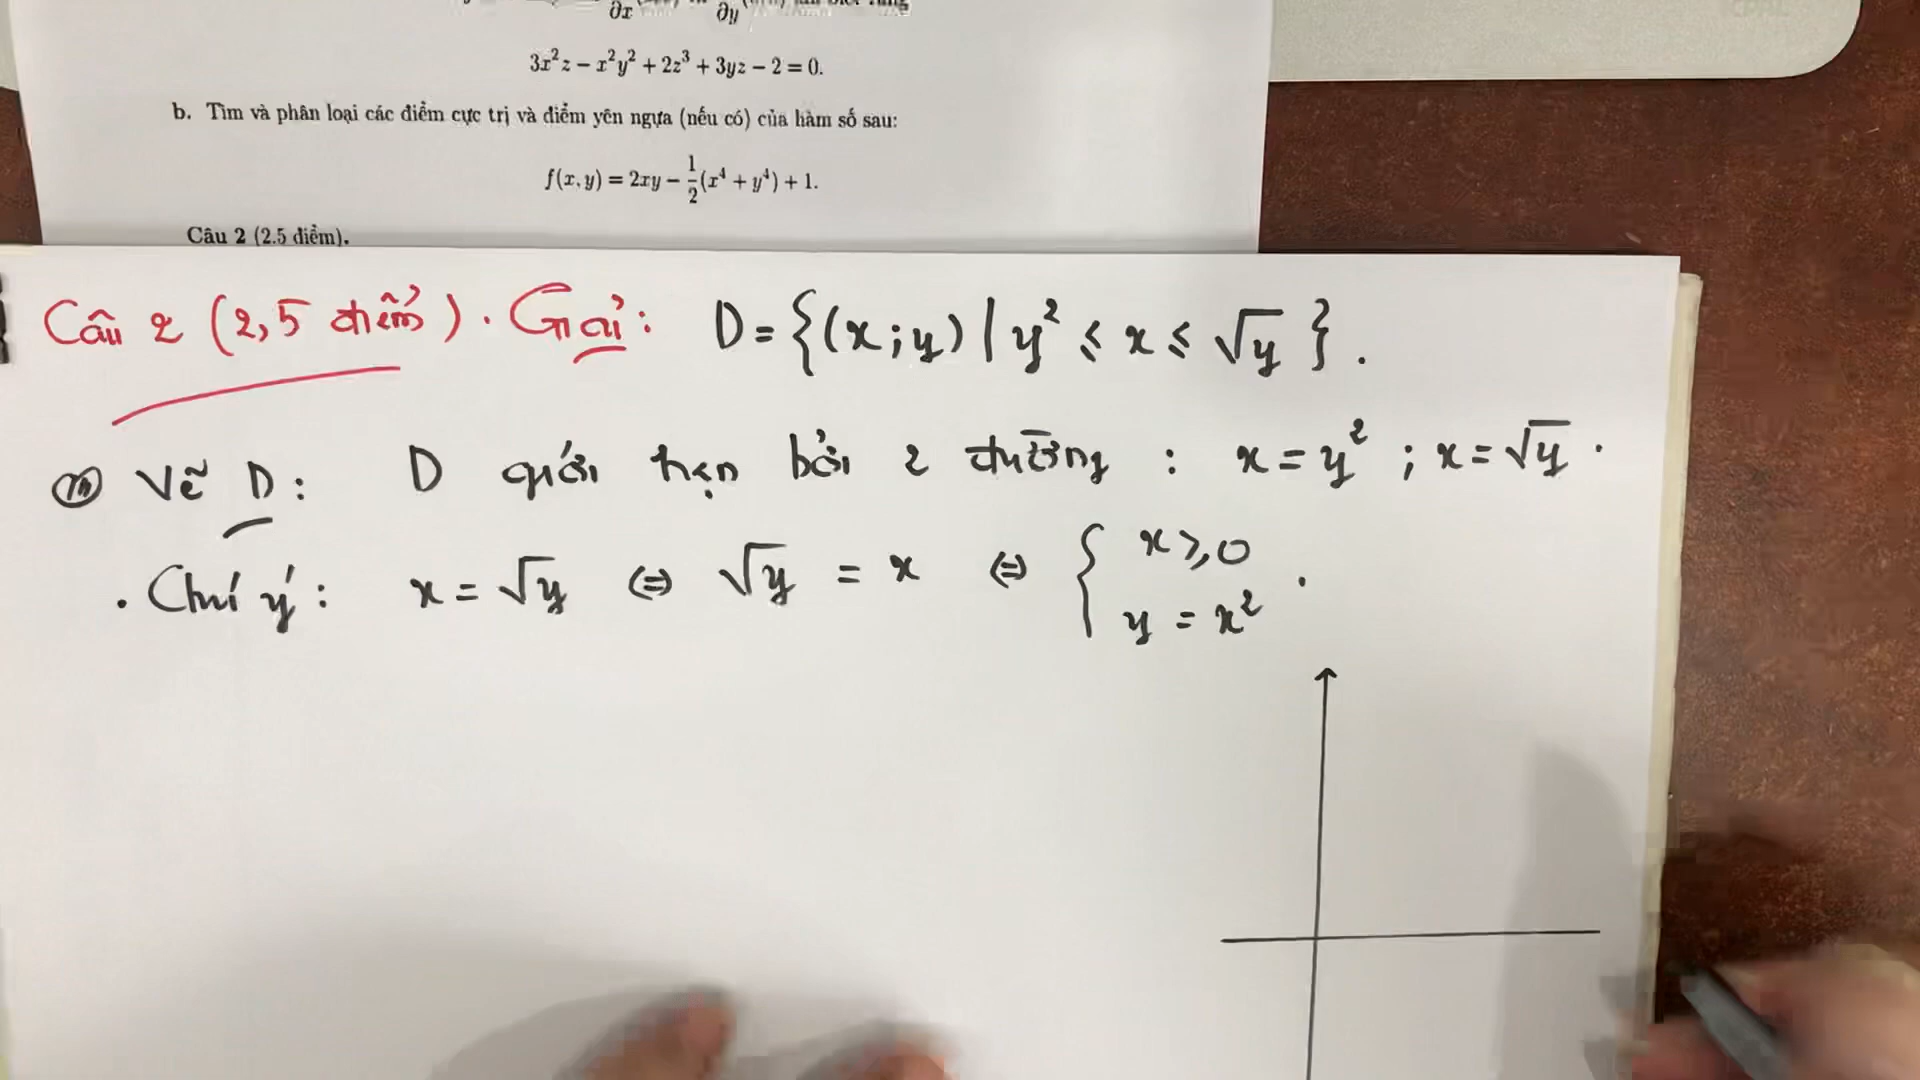 ∂x ∂y
3x²z − x²y² + 2z³ + 3yz − 2 = 0.
b. Tìm và phân loại các điểm cực trị và điểm yên ngựa (nếu có) của hàm số sau:
f(x, y) = 2xy − 1/2(x⁴ + y⁴) + 1.
Câu 2 (2.5 điểm).
Câu 2 (2,5 điểm). Giải: D = {(x; y) | y² ≤ x ≤ √y}.
Vẽ D: D giới hạn bởi 2 đường : x = y² ; x = √y.
. Chú ý: x = √y ⇔ √y = x ⇔ { x ≥ 0
y = x² .